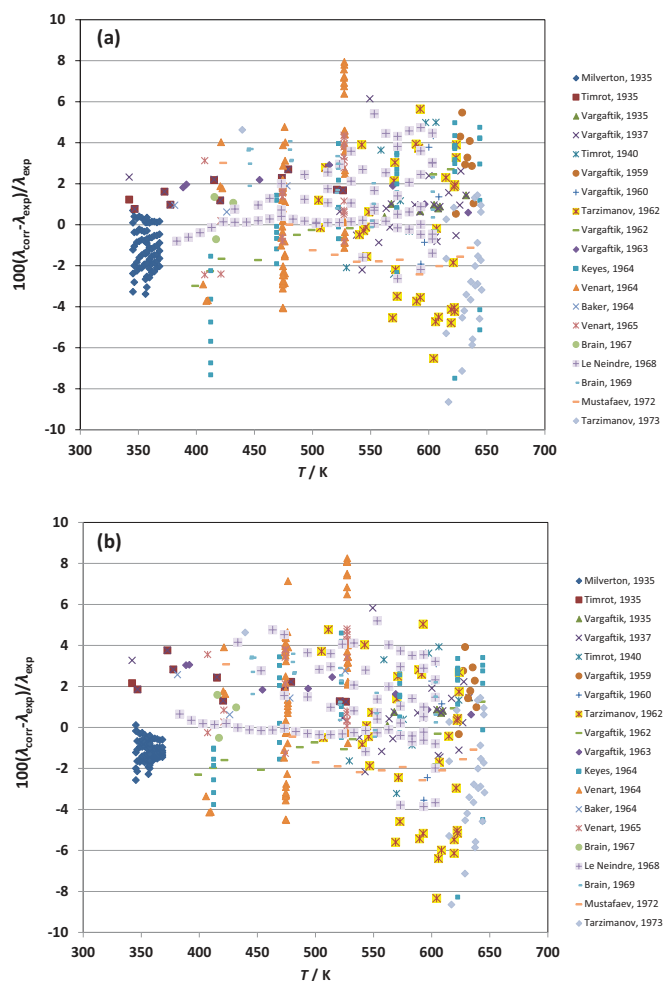 (a)
10
8
6
4
2
0
-2
-4
-6
-8
-10
100(λcorr-λexp)/λexp
300 350 400 450 500 550 600 650 700
T / K
Milverton, 1935
Timrot, 1935
Vargaftik, 1935
Vargaftik, 1937
Timrot, 1940
Vargaftik, 1959
Vargaftik, 1960
Tarzimanov, 1962
Vargaftik, 1962
Vargaftik, 1963
Keyes, 1964
Venart, 1964
Baker, 1964
Venart, 1965
Brain, 1967
Le Neindre, 1968
Brain, 1969
Mustafaev, 1972
Tarzimanov, 1973
(b)
10
8
6
4
2
0
-2
-4
-6
-8
-10
100(λcorr-λexp)/λexp
300 350 400 450 500 550 600 650 700
T / K
Milverton, 1935
Timrot, 1935
Vargaftik, 1935
Vargaftik, 1937
Timrot, 1940
Vargaftik, 1959
Vargaftik, 1960
Tarzimanov, 1962
Vargaftik, 1962
Vargaftik, 1963
Keyes, 1964
Venart, 1964
Baker, 1964
Venart, 1965
Brain, 1967
Le Neindre, 1968
Brain, 1969
Mustafaev, 1972
Tarzimanov, 1973